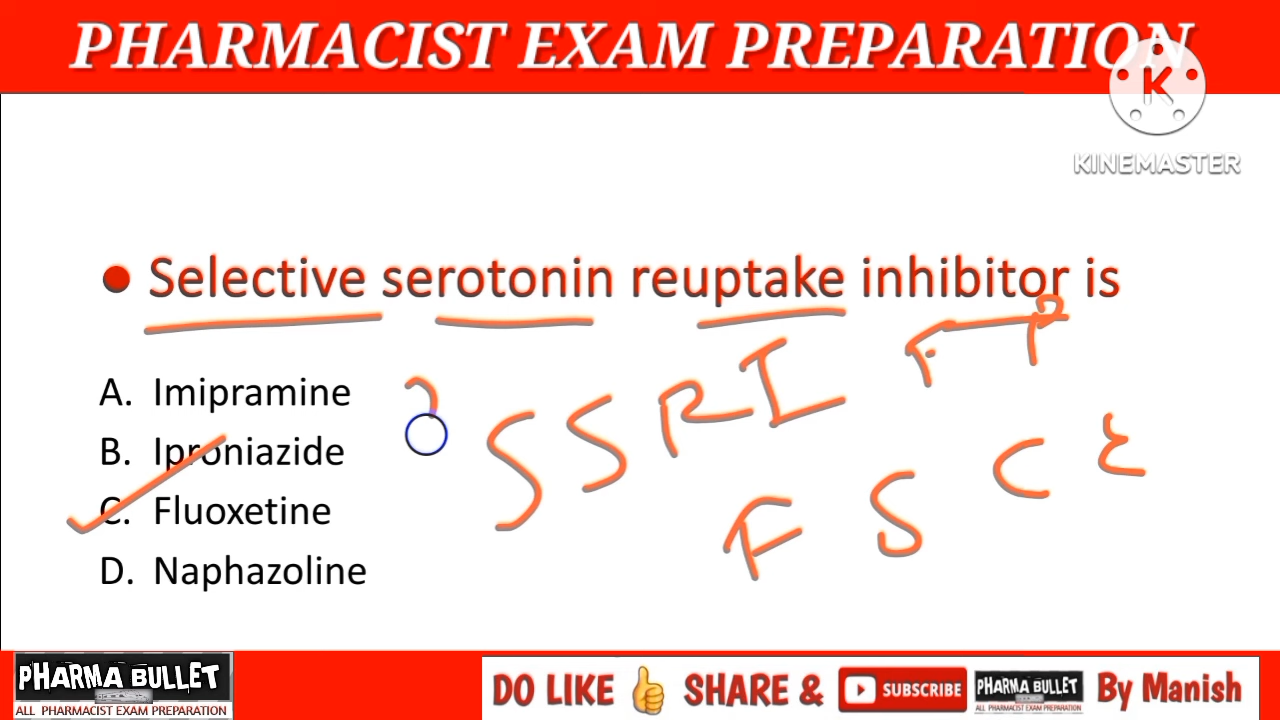 PHARMACIST EXAM PREPARATION
K
KINEMASTER
● Selective serotonin reuptake inhibitor is
A. Imipramine
B. Iproniazide
C. Fluoxetine
D. Naphazoline
SSRI F P
F S C E
PHARMA BULLET
ALL PHARMACIST EXAM PREPARATION
DO LIKE SHARE & SUBSCRIBE PHARMA BULLET By Manish
ALL PHARMACIST EXAM PREPARATION